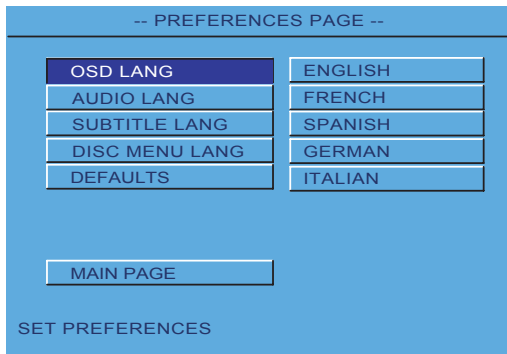 -- PREFERENCES PAGE --
OSD LANG
AUDIO LANG
SUBTITLE LANG
DISC MENU LANG
DEFAULTS
ENGLISH
FRENCH
SPANISH
GERMAN
ITALIAN
MAIN PAGE
SET PREFERENCES